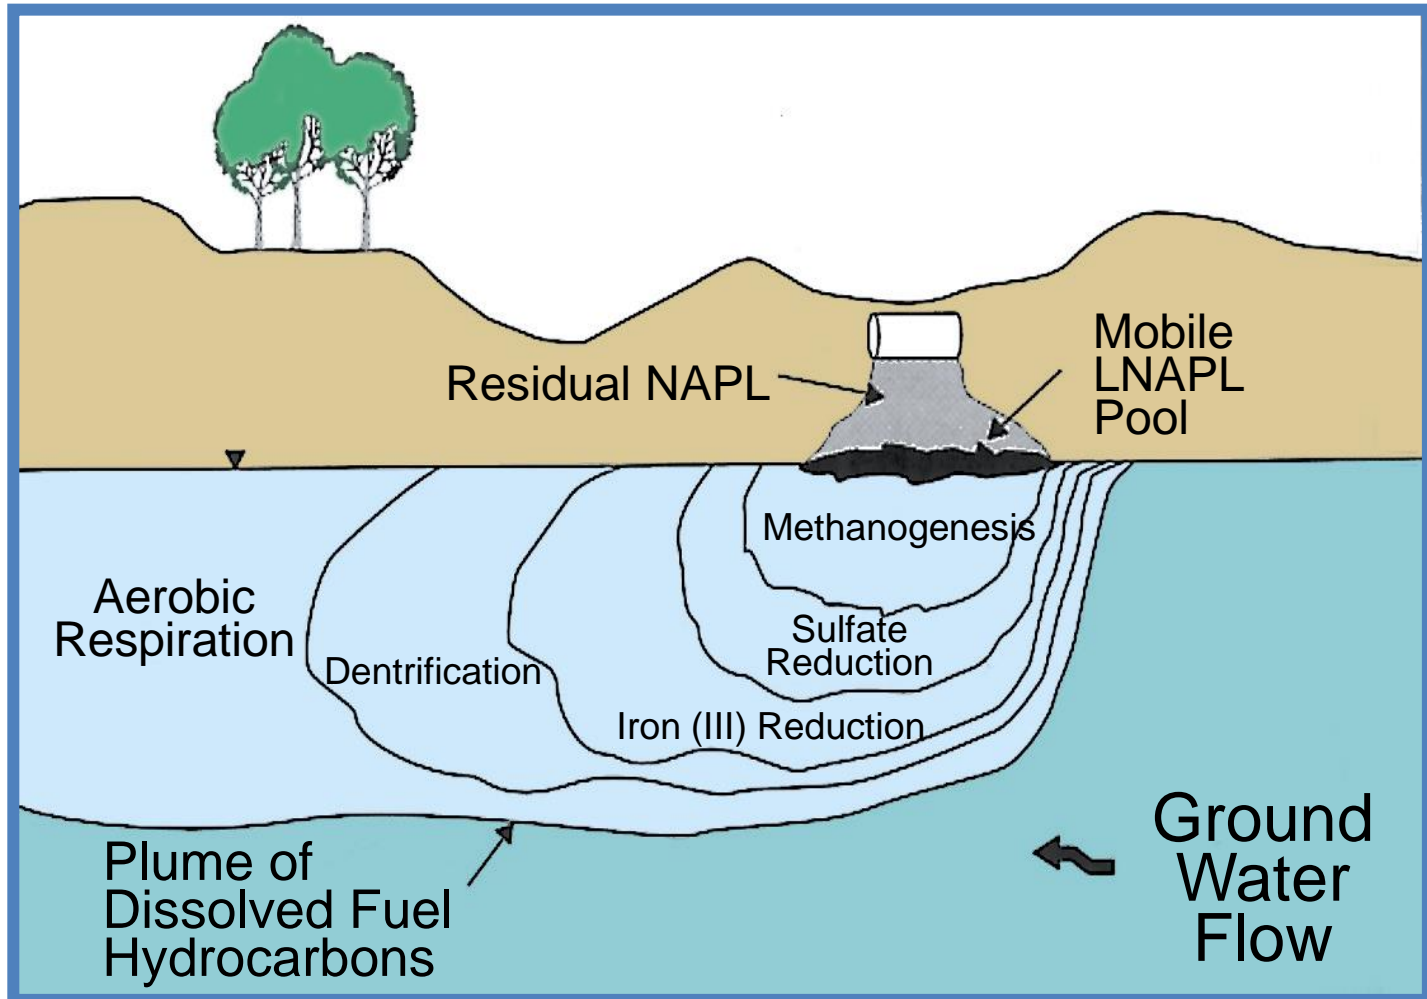 Residual NAPL
Mobile
LNAPL
Pool
Methanogenesis
Aerobic
Respiration
Sulfate
Reduction
Dentrification
Iron (III) Reduction
Plume of
Dissolved Fuel
Hydrocarbons
Ground
Water
Flow